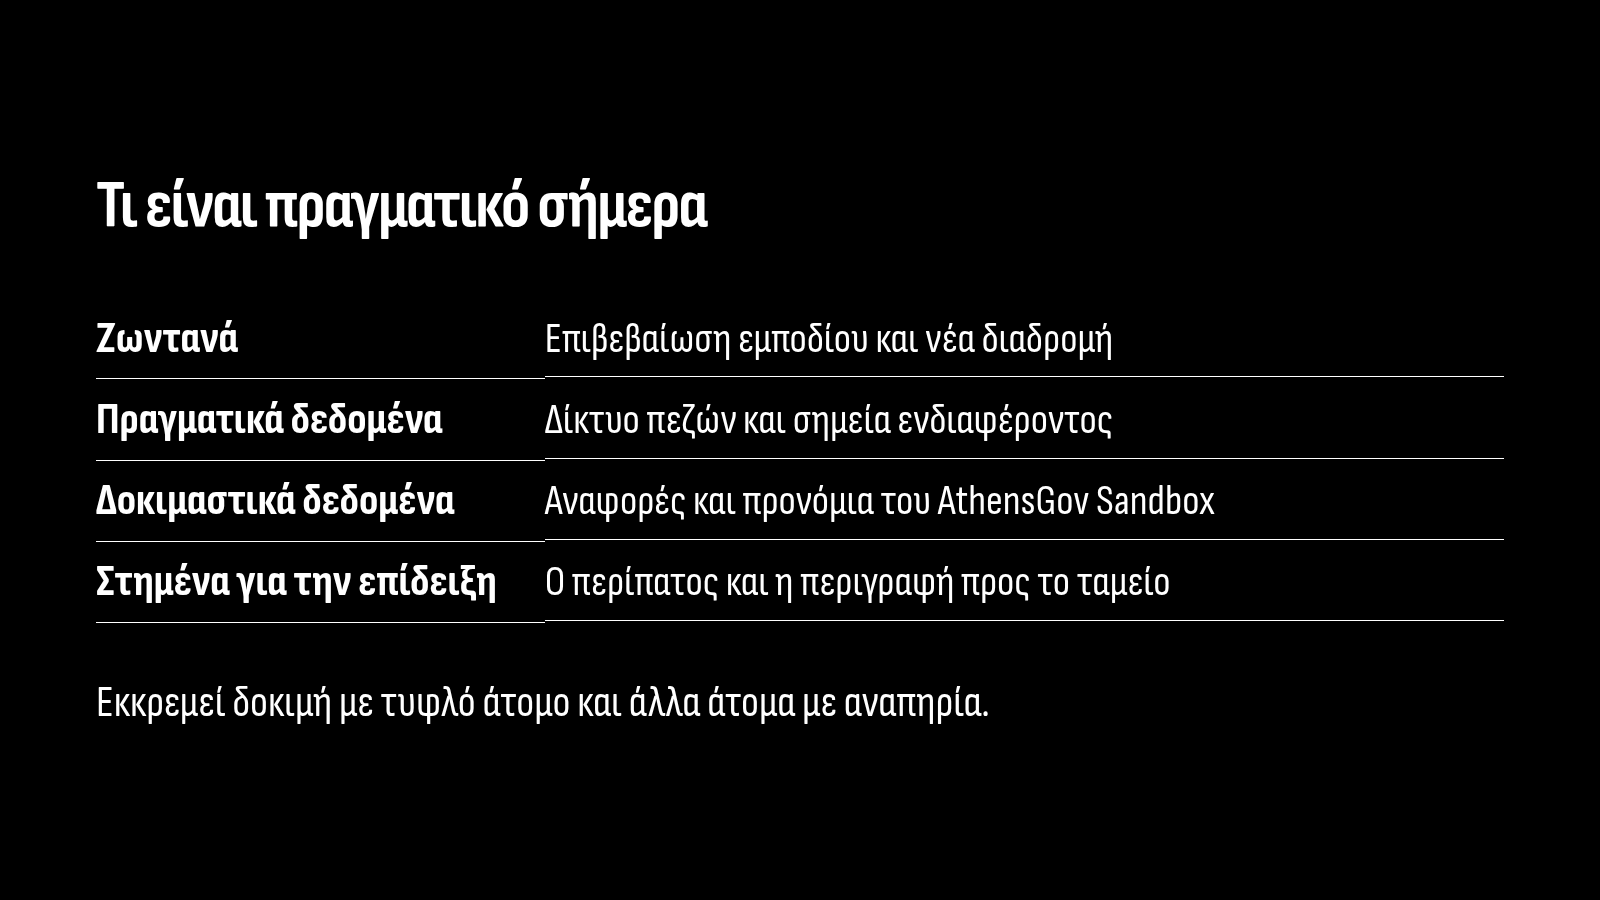 Τι είναι πραγματικό σήμερα
Ζωντανά Επιβεβαίωση εμποδίου και νέα διαδρομή
Πραγματικά δεδομένα Δίκτυο πεζών και σημεία ενδιαφέροντος
Δοκιμαστικά δεδομένα Αναφορές και προνόμια του AthensGov Sandbox
Στημένα για την επίδειξη Ο περίπατος και η περιγραφή προς το ταμείο
Εκκρεμεί δοκιμή με τυφλό άτομο και άλλα άτομα με αναπηρία.